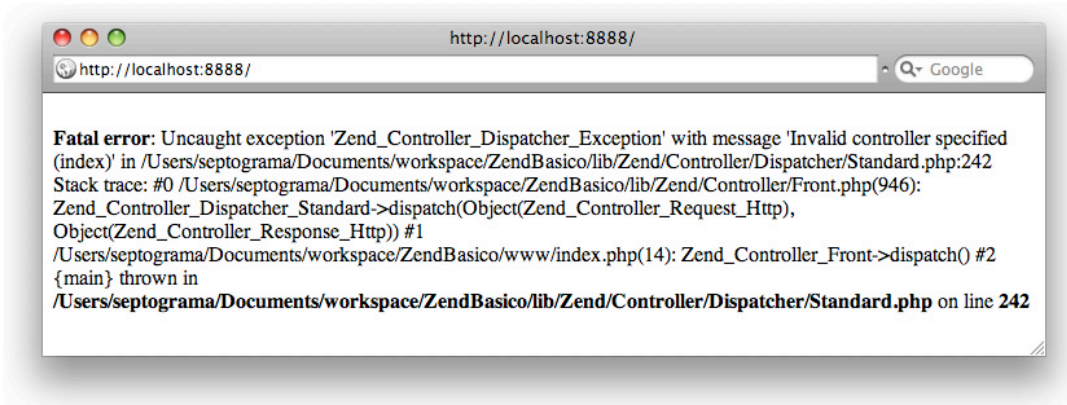 http://localhost:8888/
http://localhost:8888/ Google
Fatal error: Uncaught exception 'Zend_Controller_Dispatcher_Exception' with message 'Invalid controller specified
(index)' in /Users/septograma/Documents/workspace/ZendBasico/lib/Zend/Controller/Dispatcher/Standard.php:242
Stack trace: #0 /Users/septograma/Documents/workspace/ZendBasico/lib/Zend/Controller/Front.php(946):
Zend_Controller_Dispatcher_Standard->dispatch(Object(Zend_Controller_Request_Http),
Object(Zend_Controller_Response_Http)) #1
/Users/septograma/Documents/workspace/ZendBasico/www/index.php(14): Zend_Controller_Front->dispatch() #2
{main} thrown in
/Users/septograma/Documents/workspace/ZendBasico/lib/Zend/Controller/Dispatcher/Standard.php on line 242